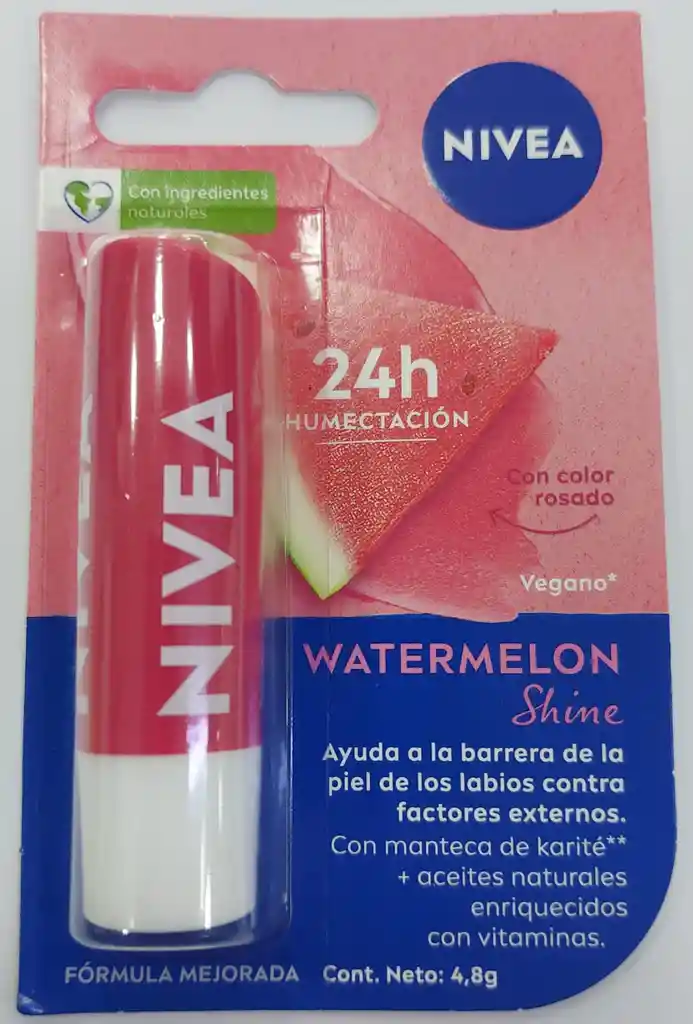 NIVEA
Con ingredientes
naturales
24h
HUMECTACIÓN
Con color
rosado
Vegano*
NIVEA
WATERMELON
Shine
Ayuda a la barrera de la
piel de los labios contra
factores externos.
Con manteca de karité**
+ aceites naturales
enriquecidos
con vitaminas.
FÓRMULA MEJORADA
Cont. Neto: 4,8g